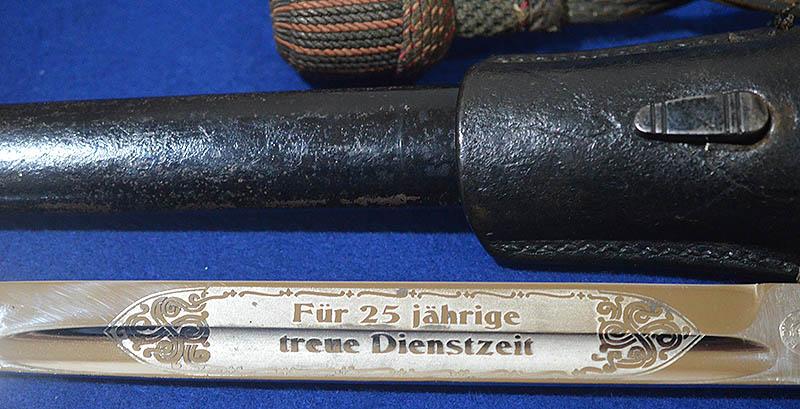 Für 25 jährige
treue Dienstzeit